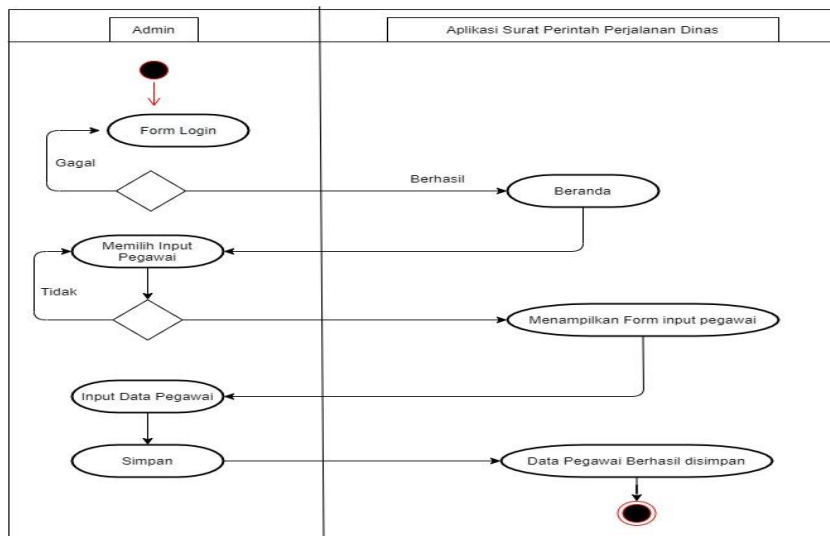 Admin
Aplikasi Surat Perintah Perjalanan Dinas
Form Login
Gagal
Berhasil
Beranda
Memilih Input
Pegawai
Tidak
Menampilkan Form input pegawai
Input Data Pegawai
Simpan
Data Pegawai Berhasil disimpan